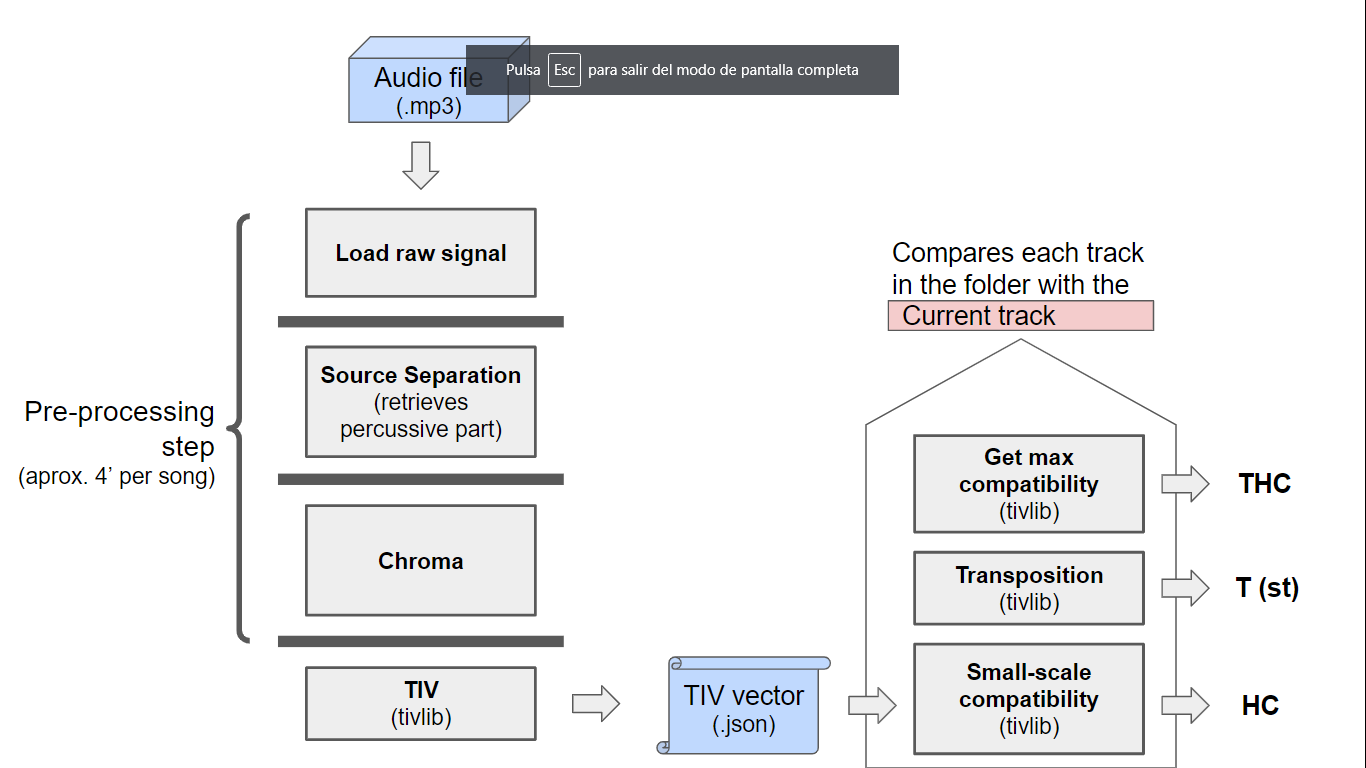 Audio file
(.mp3)
Pulsa Esc para salir del modo de pantalla completa
Load raw signal
Source Separation
(retrieves
percussive part)
Pre-processing
step
(aprox. 4’ per song)
Chroma
TIV
(tivlib)
TIV vector
(.json)
Compares each track
in the folder with the
Current track
Get max
compatibility
(tivlib)
THC
Transposition
(tivlib)
T (st)
Small-scale
compatibility
(tivlib)
HC